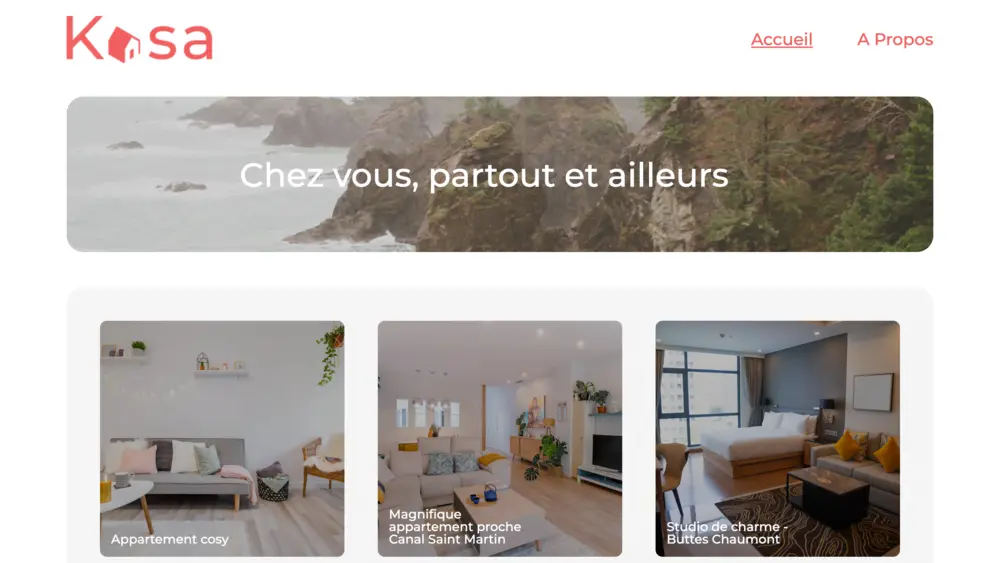 Kasa
Accueil
A Propos
Chez vous, partout et ailleurs
Appartement cosy
Magnifique
appartement proche
Canal Saint Martin
Studio de charme -
Buttes Chaumont